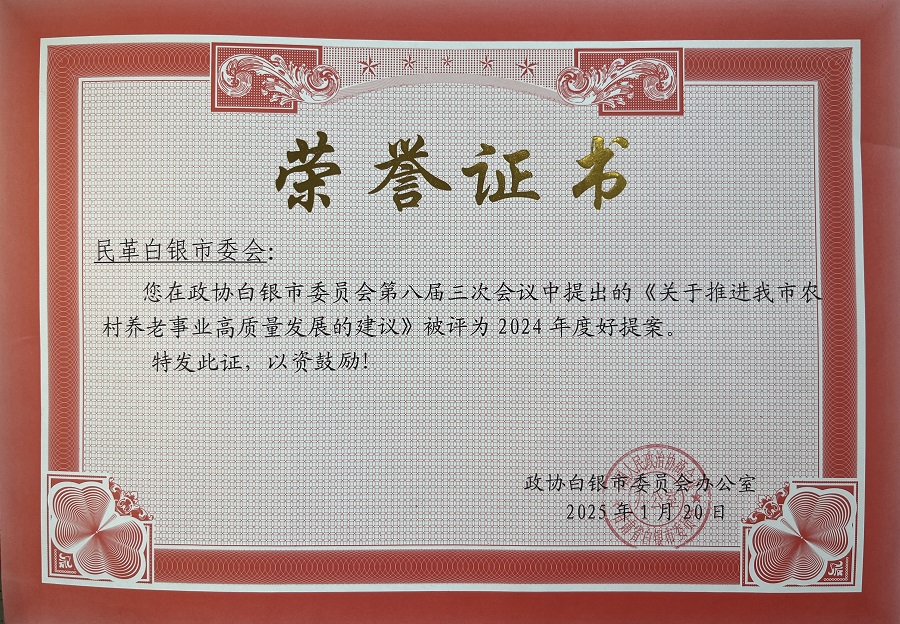 荣誉证书
民革白银市委会:
您在政协白银市委员会第八届三次会议中提出的《关于推进我市农
村养老事业高质量发展的建议》被评为2024年度好提案。
特发此证，以资鼓励!
政协白银市委员会办公室
2025年1月20日